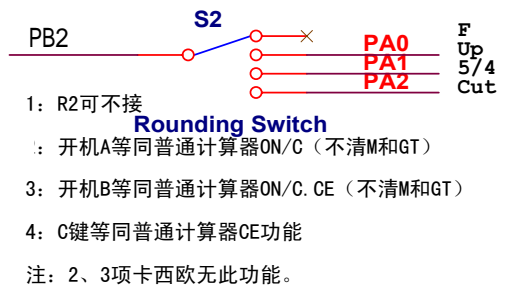 S2
PB2
PA0
PA1
PA2
F
Up
5/4
Cut
1：R2可不接
Rounding Switch
：开机A等同普通计算器ON/C（不清M和GT）
3：开机B等同普通计算器ON/C.CE（不清M和GT）
4：C键等同普通计算器CE功能
注：2、3项卡西欧无此功能。